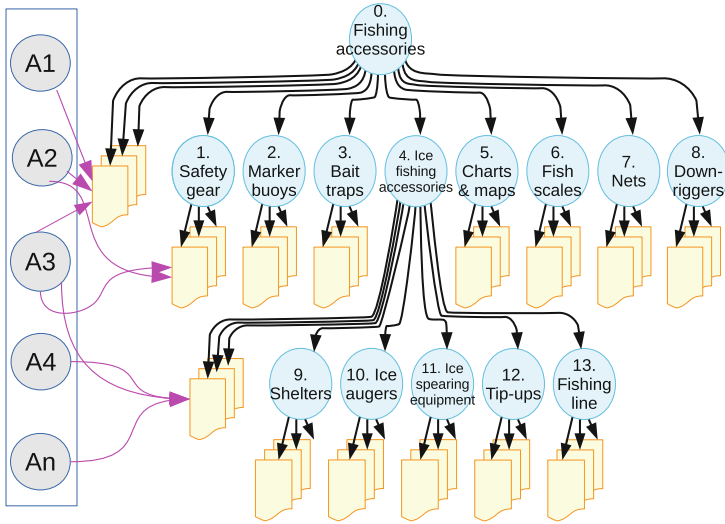 0.
Fishing
accessories
A1
A2
A3
A4
An
1.
Safety
gear
2.
Marker
buoys
3.
Bait
traps
4. Ice
fishing
accessories
5.
Charts
& maps
6.
Fish
scales
7.
Nets
8.
Down-
riggers
9.
Shelters
10. Ice
augers
11. Ice
spearing
equipment
12.
Tip-ups
13.
Fishing
line